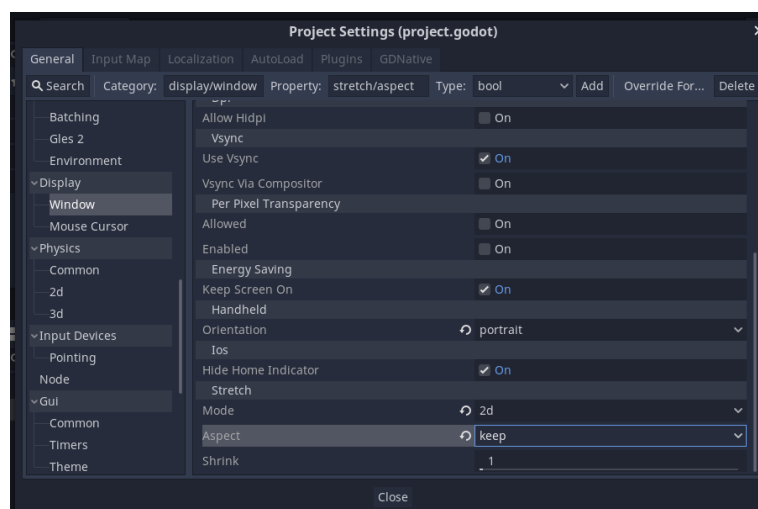 Project Settings (project.godot)
General Input Map Localization AutoLoad Plugins GDNative
Search Category: display/window Property: stretch/aspect Type: bool Add Override For... Delete
Batching
Gles 2
Environment
Display
Window
Mouse Cursor
Physics
Common
2d
3d
Input Devices
Pointing
Node
Gui
Common
Timers
Theme
Dpi
Allow Hidpi On
Vsync
Use Vsync On
Vsync Via Compositor On
Per Pixel Transparency
Allowed On
Enabled On
Energy Saving
Keep Screen On On
Handheld
Orientation portrait
Ios
Hide Home Indicator On
Stretch
Mode 2d
Aspect keep
Shrink 1
Close